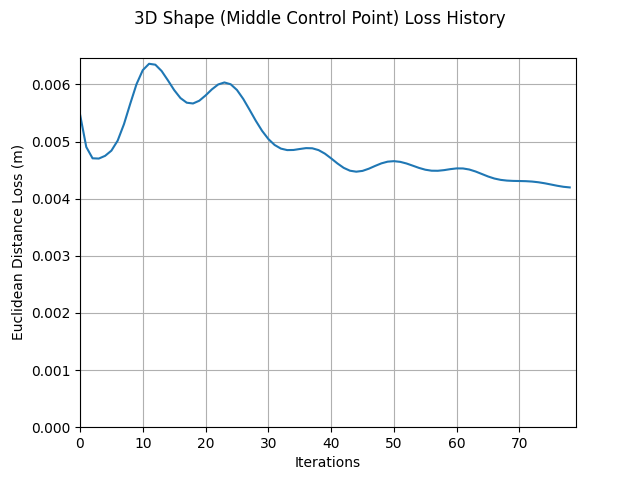 3D Shape (Middle Control Point) Loss History
Euclidean Distance Loss (m)
0.006
0.005
0.004
0.003
0.002
0.001
0.000
0 10 20 30 40 50 60 70
Iterations